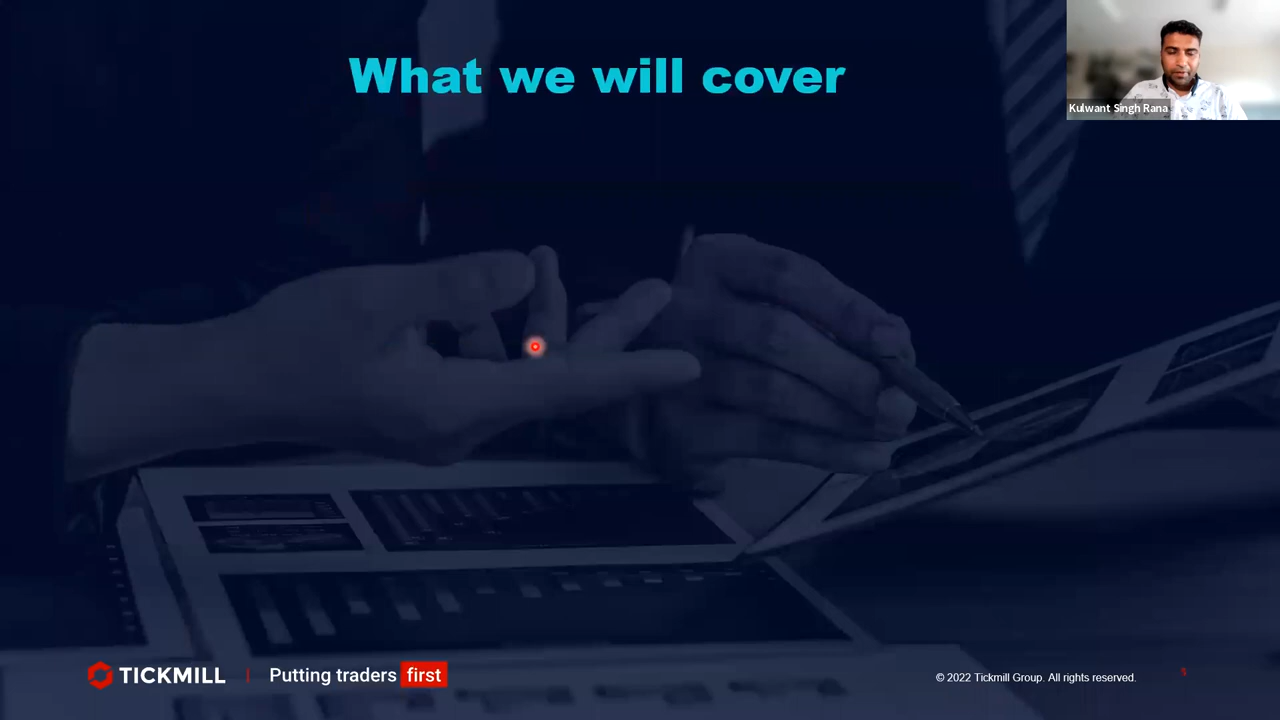 What we will cover
Kulwant Singh Rana
TICKMILL | Putting traders first
© 2022 Tickmill Group. All rights reserved.